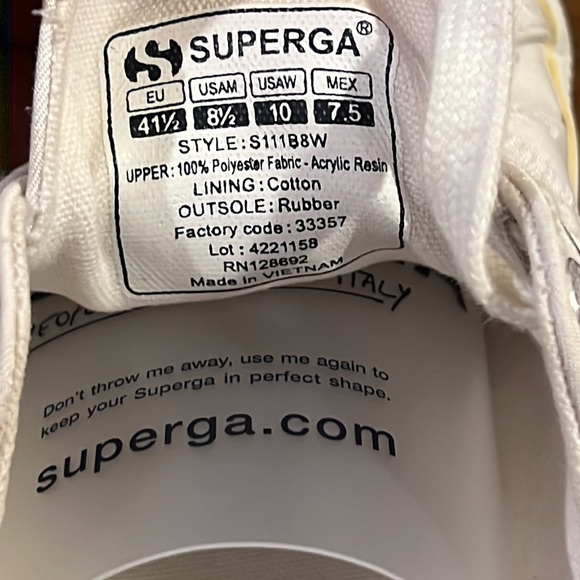 SUPERGA®
EU USAM USAW MEX
41½ 8½ 10 7.5
STYLE:S111B8W
UPPER:100% Polyester Fabric-Acrylic Resin
LINING:Cotton
OUTSOLE:Rubber
Factory code:33357
Lot:4221158
RN128692
Made in VIETNAM
ITALY
Don't throw me away, use me again to
keep your Superga in perfect shape.
superga.com